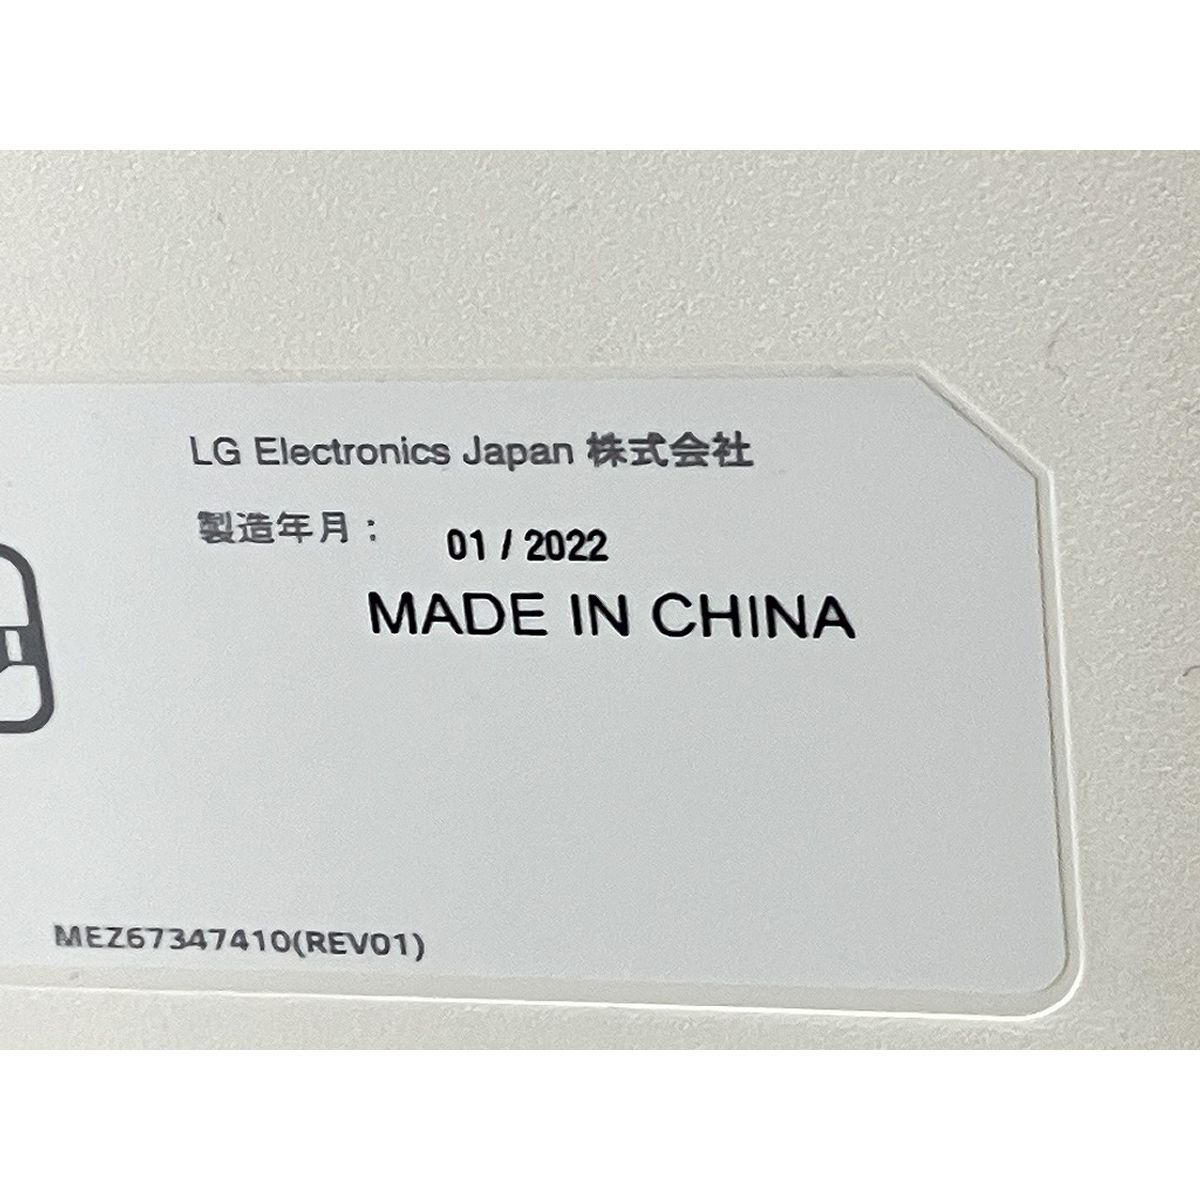 LG Electronics Japan 株式会社
製造年月： 01 / 2022
MADE IN CHINA
MEZ67347410(REV01)